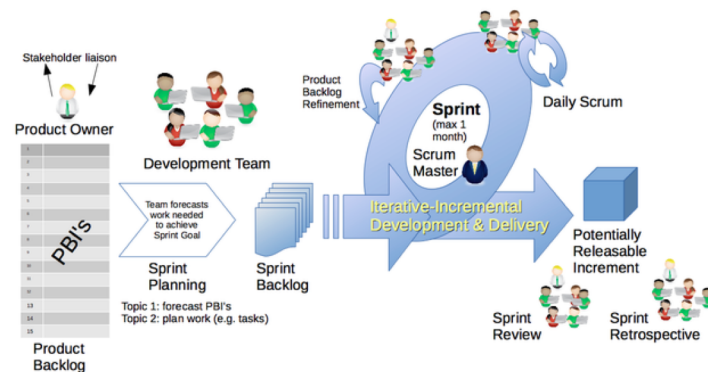 Stakeholder liaison
Product Owner
PBI's
13
14
15
Product
Backlog
Development Team
Team forecasts
work needed
to achieve
Sprint Goal
Sprint
Planning
Topic 1: forecast PBI's
Topic 2: plan work (e.g. tasks)
Sprint
Backlog
Product
Backlog
Refinement
Sprint
(max 1
month)
Scrum
Master
Daily Scrum
Iterative-Incremental
Development & Delivery
Potentially
Releasable
Increment
Sprint
Review
Sprint
Retrospective